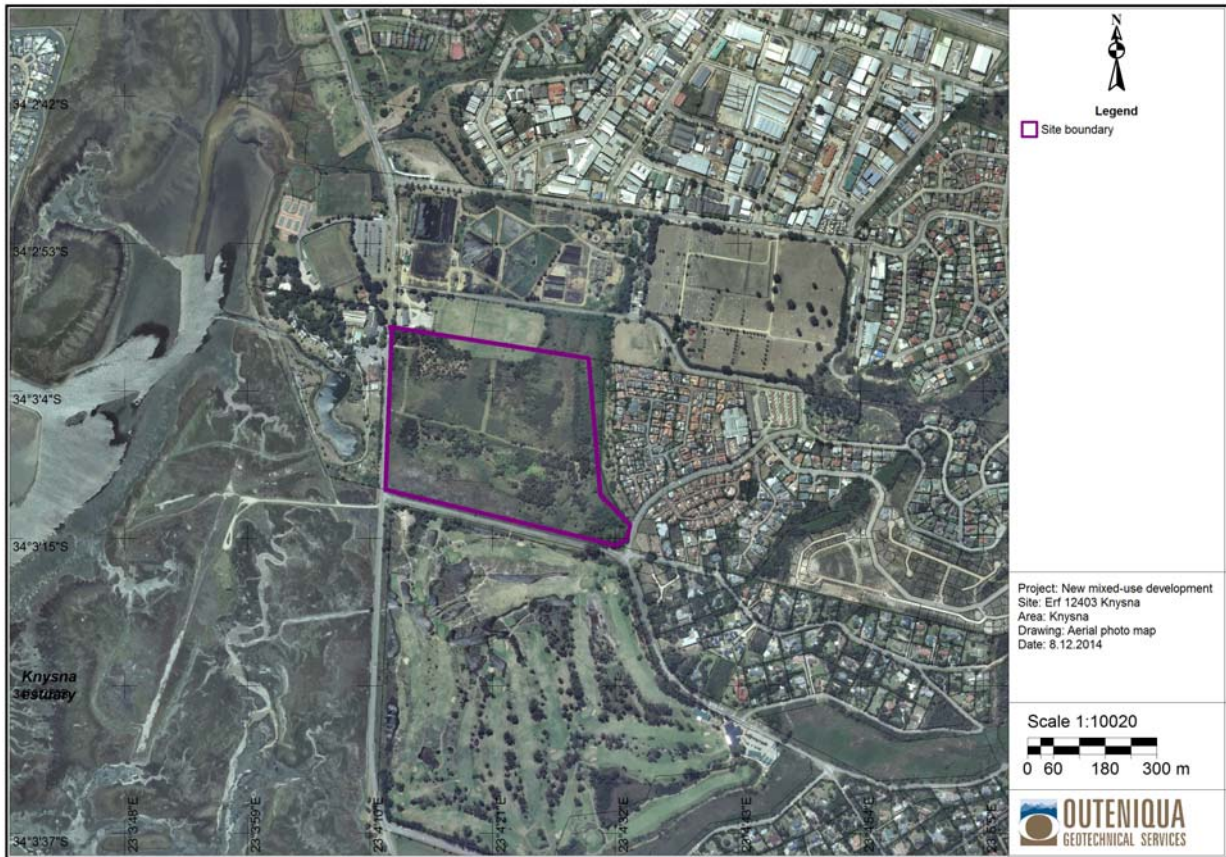 N
Legend
Site boundary
34°2'42"S
34°2'53"S
34°3'4"S
34°3'15"S
Knysna
estuary
34°3'37"S
23°3'48"E
23°3'59"E
23°4'10"E
23°4'21"E
23°4'32"E
23°4'43"E
23°4'54"E
Project: New mixed-use development
Site: Erf 12403 Knysna
Area: Knysna
Drawing: Aerial photo map
Date: 8.12.2014
Scale 1:10020
0 60 180 300 m
OUTENIQUA
GEOTECHNICAL SERVICES